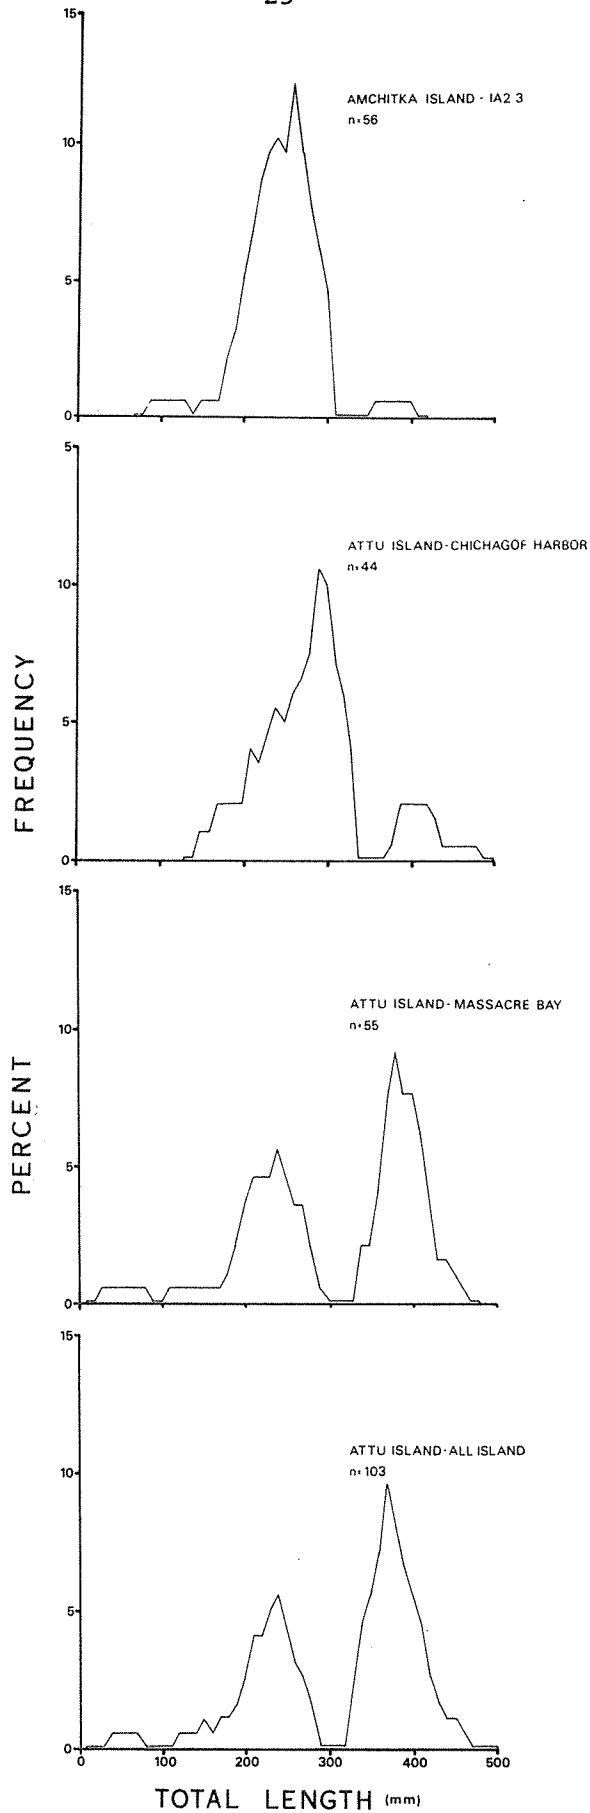 15
AMCHITKA ISLAND - IA2 3
n=56
10
5
0
5
ATTU ISLAND-CHICHAGOF HARBOR
n=44
10
5
0
FREQUENCY
15
ATTU ISLAND-MASSACRE BAY
n=55
10
5
0
PERCENT
15
ATTU ISLAND-ALL ISLAND
n=103
10
5
0
0 100 200 300 400 500
TOTAL LENGTH (mm)